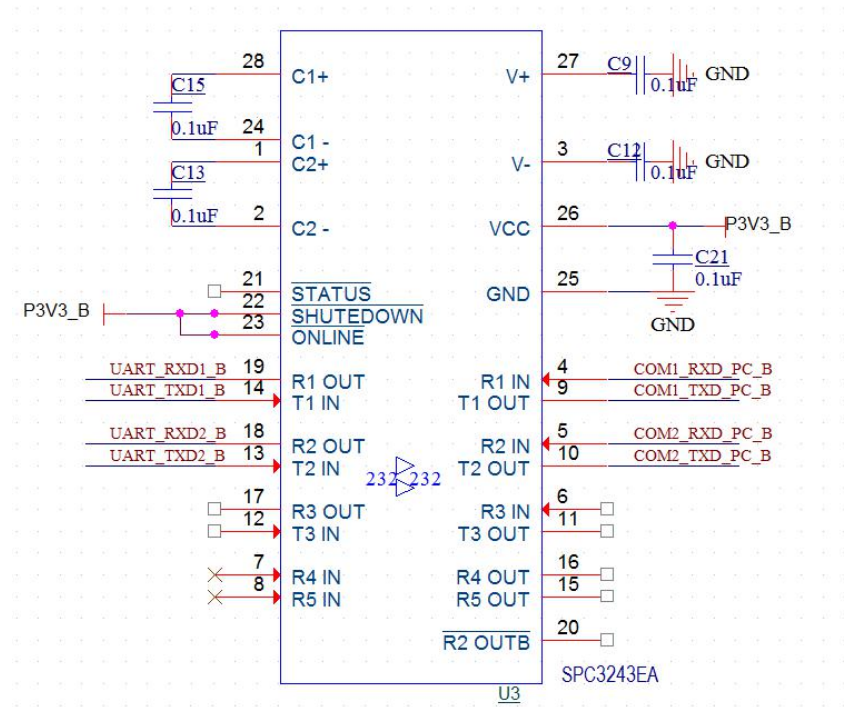 28 C1+ V+ 27 C9 GND
C15 0.1uF
0.1uF 24 C1 -
1 C2+ V- 3 C12 GND
C13 0.1uF
0.1uF 2 C2 - VCC 26 P3V3_B
C21
0.1uF
21 STATUS GND 25
P3V3_B 22 SHUTEDOWN GND
23 ONLINE
UART_RXD1_B 19 R1 OUT R1 IN 4 COM1_RXD_PC_B
UART_TXD1_B 14 T1 IN T1 OUT 9 COM1_TXD_PC_B
UART_RXD2_B 18 R2 OUT R2 IN 5 COM2_RXD_PC_B
UART_TXD2_B 13 T2 IN T2 OUT 10 COM2_TXD_PC_B
232 232
17 R3 OUT R3 IN 6
12 T3 IN T3 OUT 11
7 R4 IN R4 OUT 16
8 R5 IN R5 OUT 15
R2 OUTB 20
SPC3243EA
U3